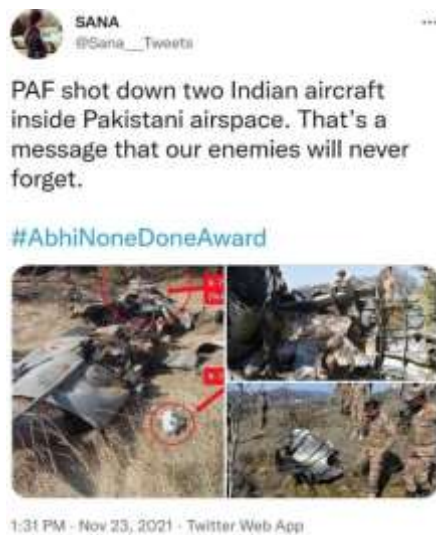 SANA
@Sana__Tweets
PAF shot down two Indian aircraft
inside Pakistani airspace. That's a
message that our enemies will never
forget.
#AbhiNoneDoneAward
1:31 PM · Nov 23, 2021 · Twitter Web App